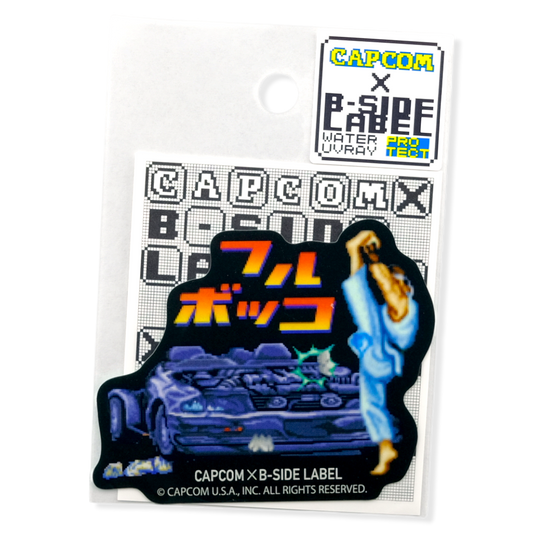 CAPCOM
×
B-SIDE
LABEL
WATER
UVRAY
PRO
TECT
CAPCOM×
B-SIDE
LA
フル
ボッコ
CAPCOM×B-SIDE LABEL
© CAPCOM U.S.A., INC. ALL RIGHTS RESERVED.